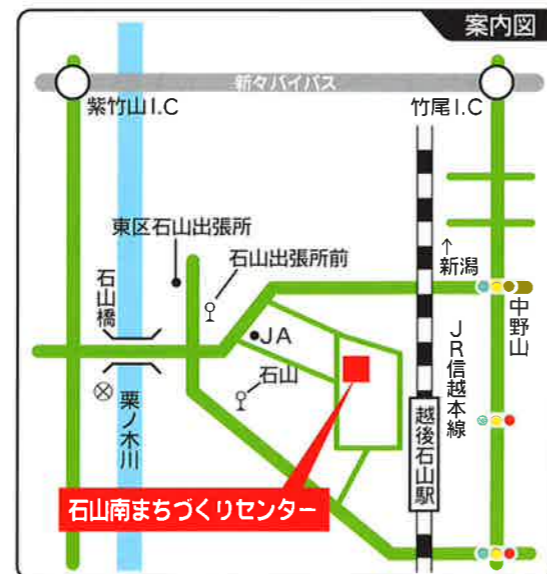 案内図
新々バイパス
紫竹山I.C
竹尾I.C
東区石山出張所
石山出張所前
↑
新潟
石山橋
中野山
JA
JR信越本線
石山
栗ノ木川
越後石山駅
石山南まちづくりセンター